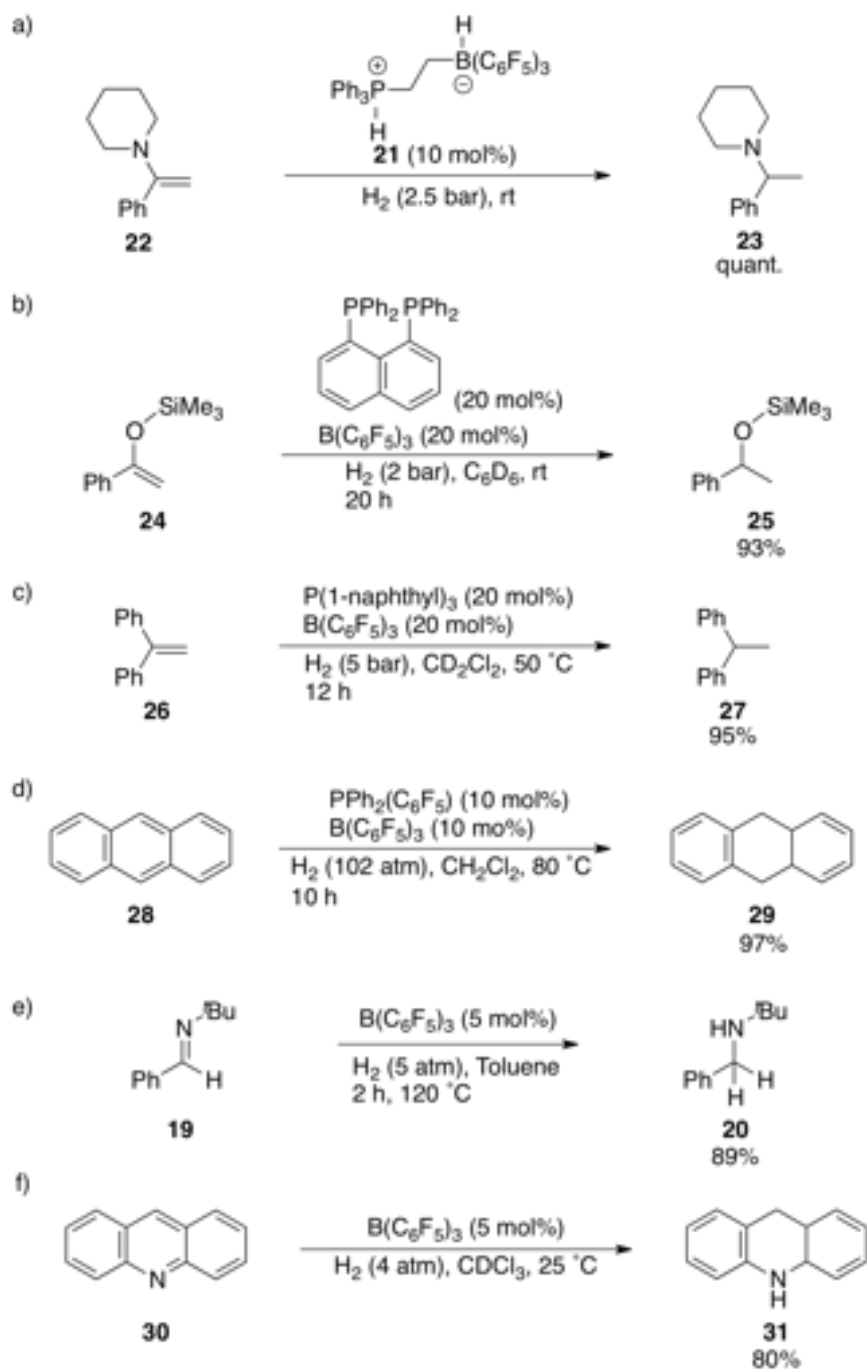 a)
H
⊕ B(C₆F₅)₃
Ph₃P ⊖
H
N
Ph
22
21 (10 mol%)
H₂ (2.5 bar), rt
N
Ph
23
quant.
b)
PPh₂ PPh₂
(20 mol%)
SiMe₃
O
Ph
24
B(C₆F₅)₃ (20 mol%)
H₂ (2 bar), C₆D₆, rt
20 h
SiMe₃
O
Ph
25
93%
c)
Ph
Ph
26
P(1-naphthyl)₃ (20 mol%)
B(C₆F₅)₃ (20 mol%)
H₂ (5 bar), CD₂Cl₂, 50 ˚C
12 h
Ph
Ph
27
95%
d)
28
PPh₂(C₆F₅) (10 mol%)
B(C₆F₅)₃ (10 mo%)
H₂ (102 atm), CH₂Cl₂, 80 ˚C
10 h
29
97%
e)
N ᵗBu
Ph H
19
B(C₆F₅)₃ (5 mol%)
H₂ (5 atm), Toluene
2 h, 120 ˚C
HN ᵗBu
Ph H
H
20
89%
f)
N
30
B(C₆F₅)₃ (5 mol%)
H₂ (4 atm), CDCl₃, 25 ˚C
N
H
31
80%